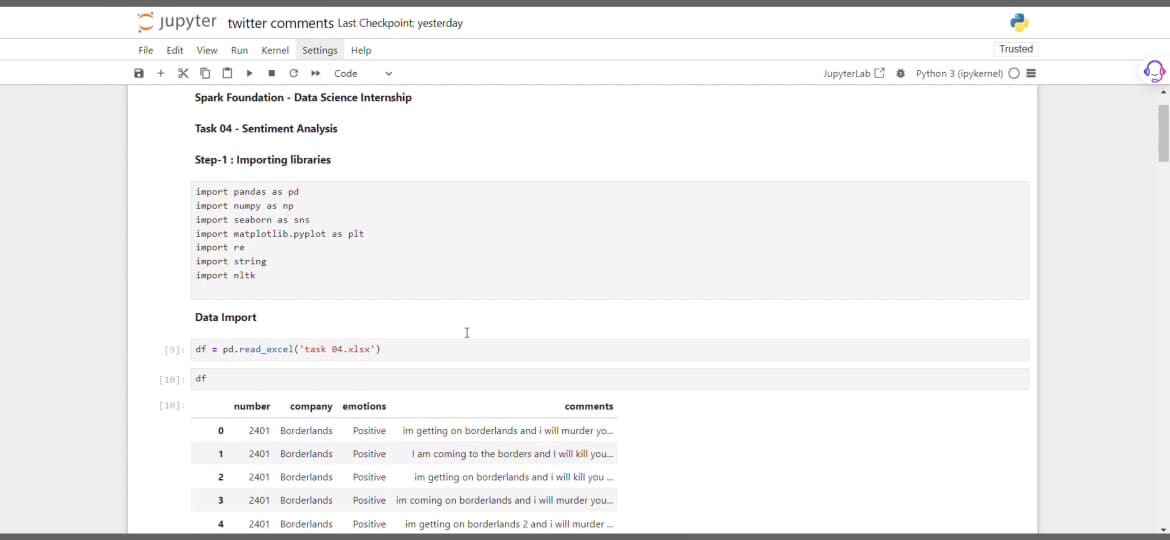 jupyter twitter comments Last Checkpoint: yesterday
File Edit View Run Kernel Settings Help Trusted
Code JupyterLab Python 3 (ipykernel)
Spark Foundation - Data Science Internship
Task 04 - Sentiment Analysis
Step-1 : Importing libraries
import pandas as pd
import numpy as np
import seaborn as sns
import matplotlib.pyplot as plt
import re
import string
import nltk
Data Import
[9]: df = pd.read_excel('task 04.xlsx')
[10]: df
[10]: number company emotions comments
0 2401 Borderlands Positive im getting on borderlands and i will murder yo...
1 2401 Borderlands Positive I am coming to the borders and I will kill you...
2 2401 Borderlands Positive im getting on borderlands and i will kill you ...
3 2401 Borderlands Positive im coming on borderlands and i will murder you...
4 2401 Borderlands Positive im getting on borderlands 2 and i will murder ...